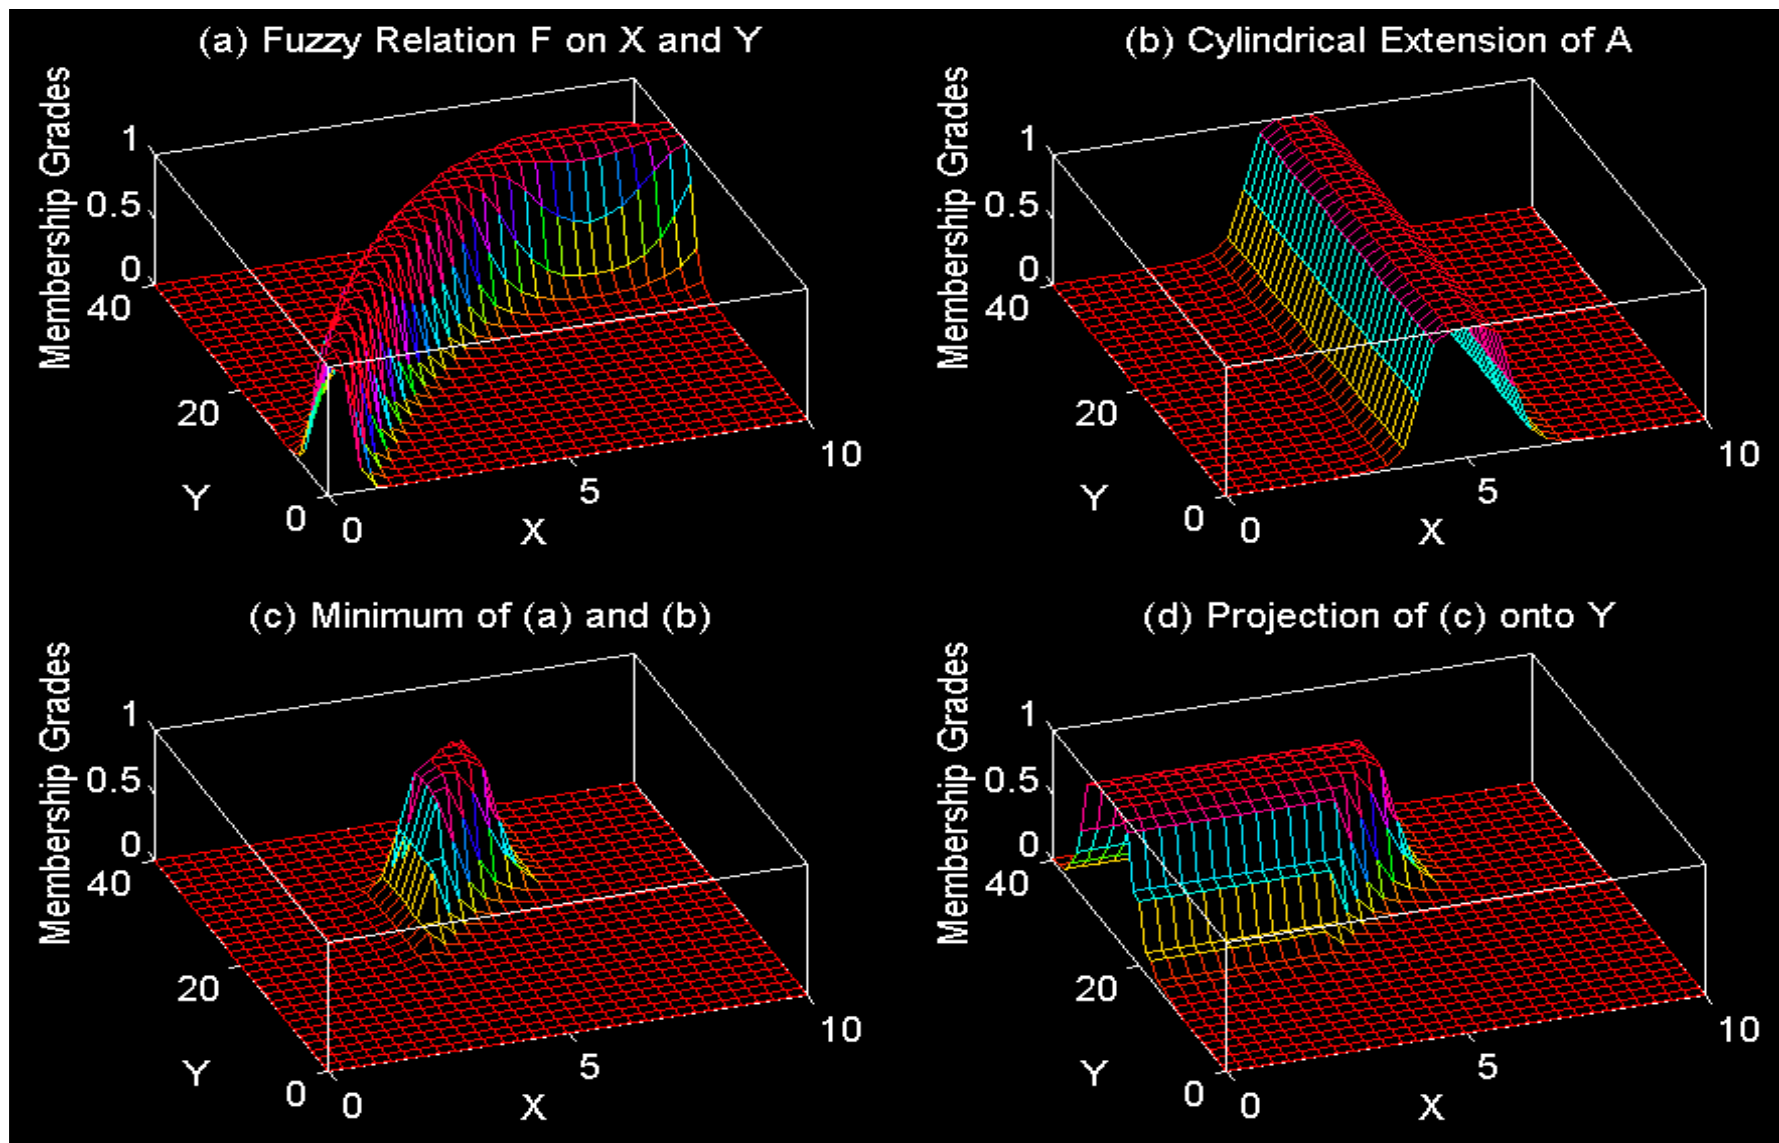 (a) Fuzzy Relation F on X and Y
Membership Grades
1
0.5
0
40
20
0
Y
0
5
10
X
(b) Cylindrical Extension of A
Membership Grades
1
0.5
0
40
20
0
Y
0
5
10
X
(c) Minimum of (a) and (b)
Membership Grades
1
0.5
0
40
20
0
Y
0
5
10
X
(d) Projection of (c) onto Y
Membership Grades
1
0.5
0
40
20
0
Y
0
5
10
X